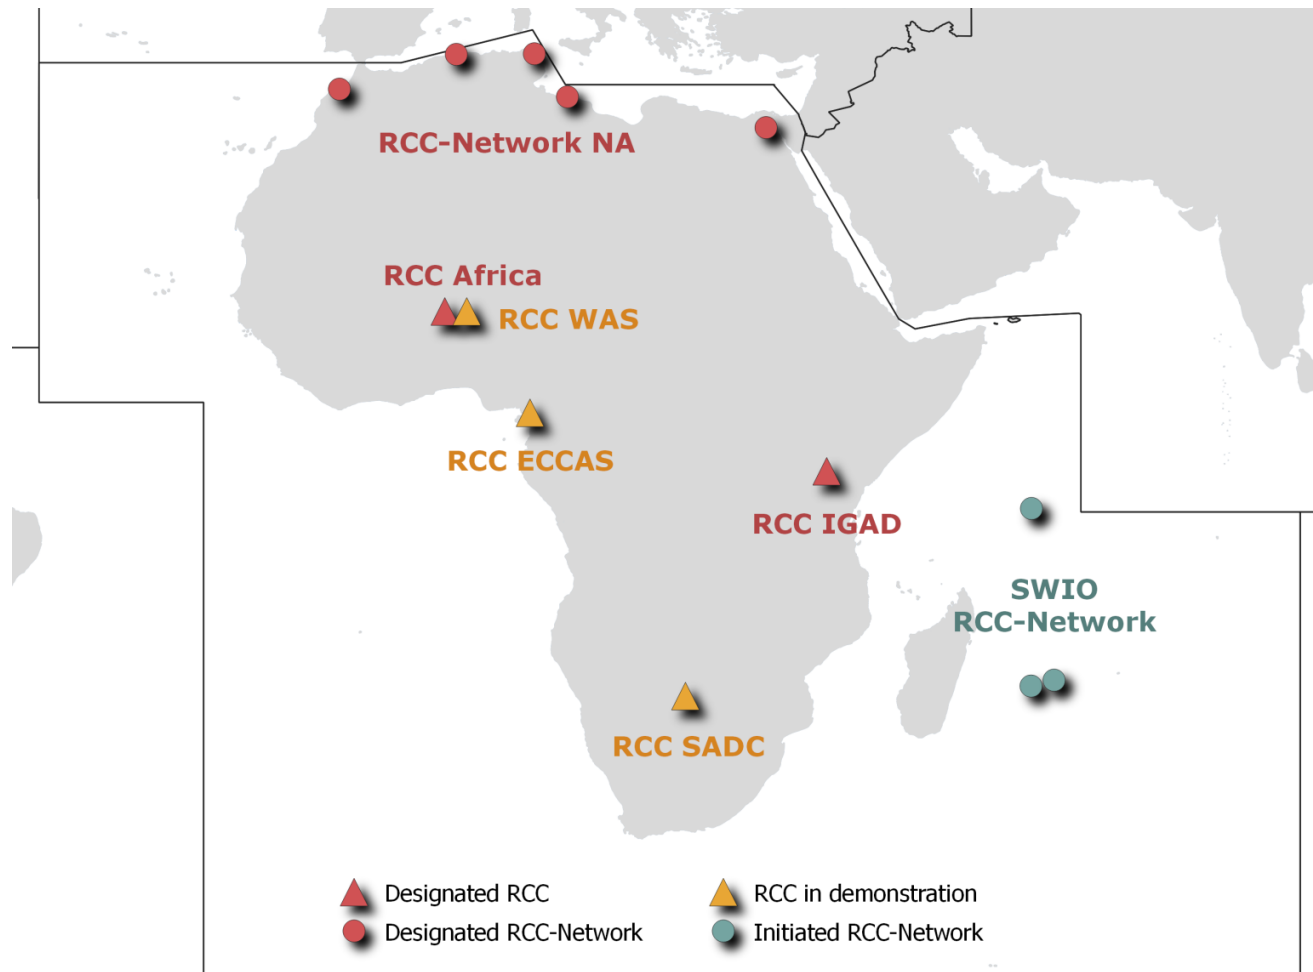 RCC-Network NA
RCC Africa
RCC WAS
RCC ECCAS
RCC IGAD
SWIO
RCC-Network
RCC SADC
Designated RCC
RCC in demonstration
Designated RCC-Network
Initiated RCC-Network